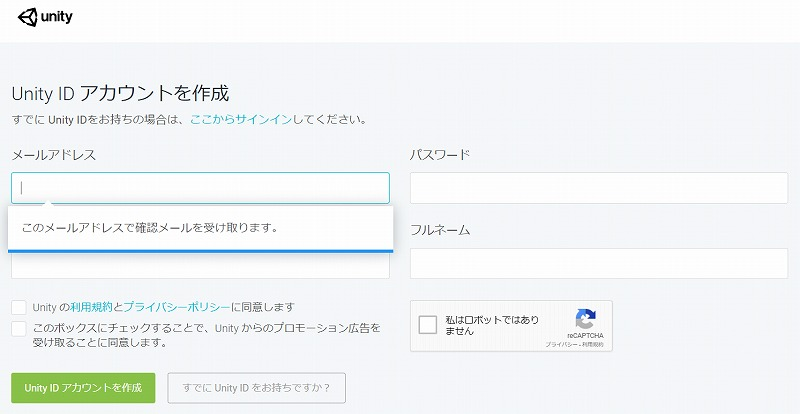 unity
Unity ID アカウントを作成
すでに Unity IDをお持ちの場合は、ここからサインインしてください。
メールアドレス
パスワード
このメールアドレスで確認メールを受け取ります。
フルネーム
Unity の利用規約とプライバシーポリシーに同意します
このボックスにチェックすることで、Unity からのプロモーション広告を
受け取ることに同意します。
私はロボットではあり
ません
reCAPTCHA
プライバシー - 利用規約
Unity ID アカウントを作成
すでに Unity ID をお持ちですか？